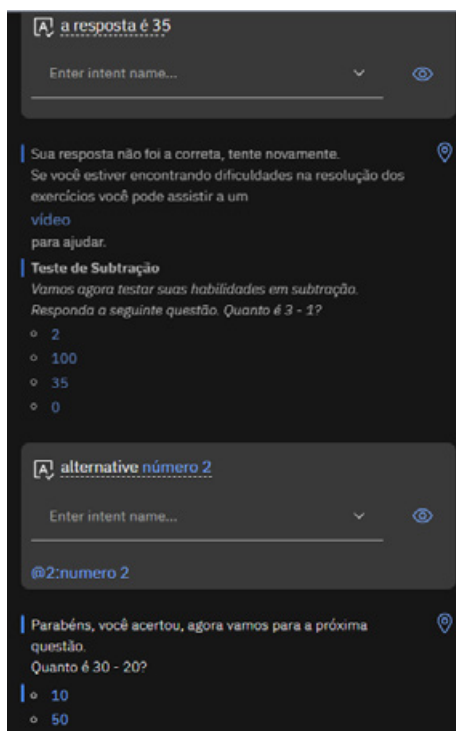 a resposta é 35
Enter intent name...
Sua resposta não foi a correta, tente novamente.
Se você estiver encontrando dificuldades na resolução dos
exercícios você pode assistir a um
vídeo
para ajudar.
Teste de Subtração
Vamos agora testar suas habilidades em subtração.
Responda a seguinte questão. Quanto é 3 - 1?
2
100
35
0
alternative número 2
Enter intent name...
@2:numero 2
Parabéns, você acertou, agora vamos para a próxima
questão.
Quanto é 30 - 20?
10
50